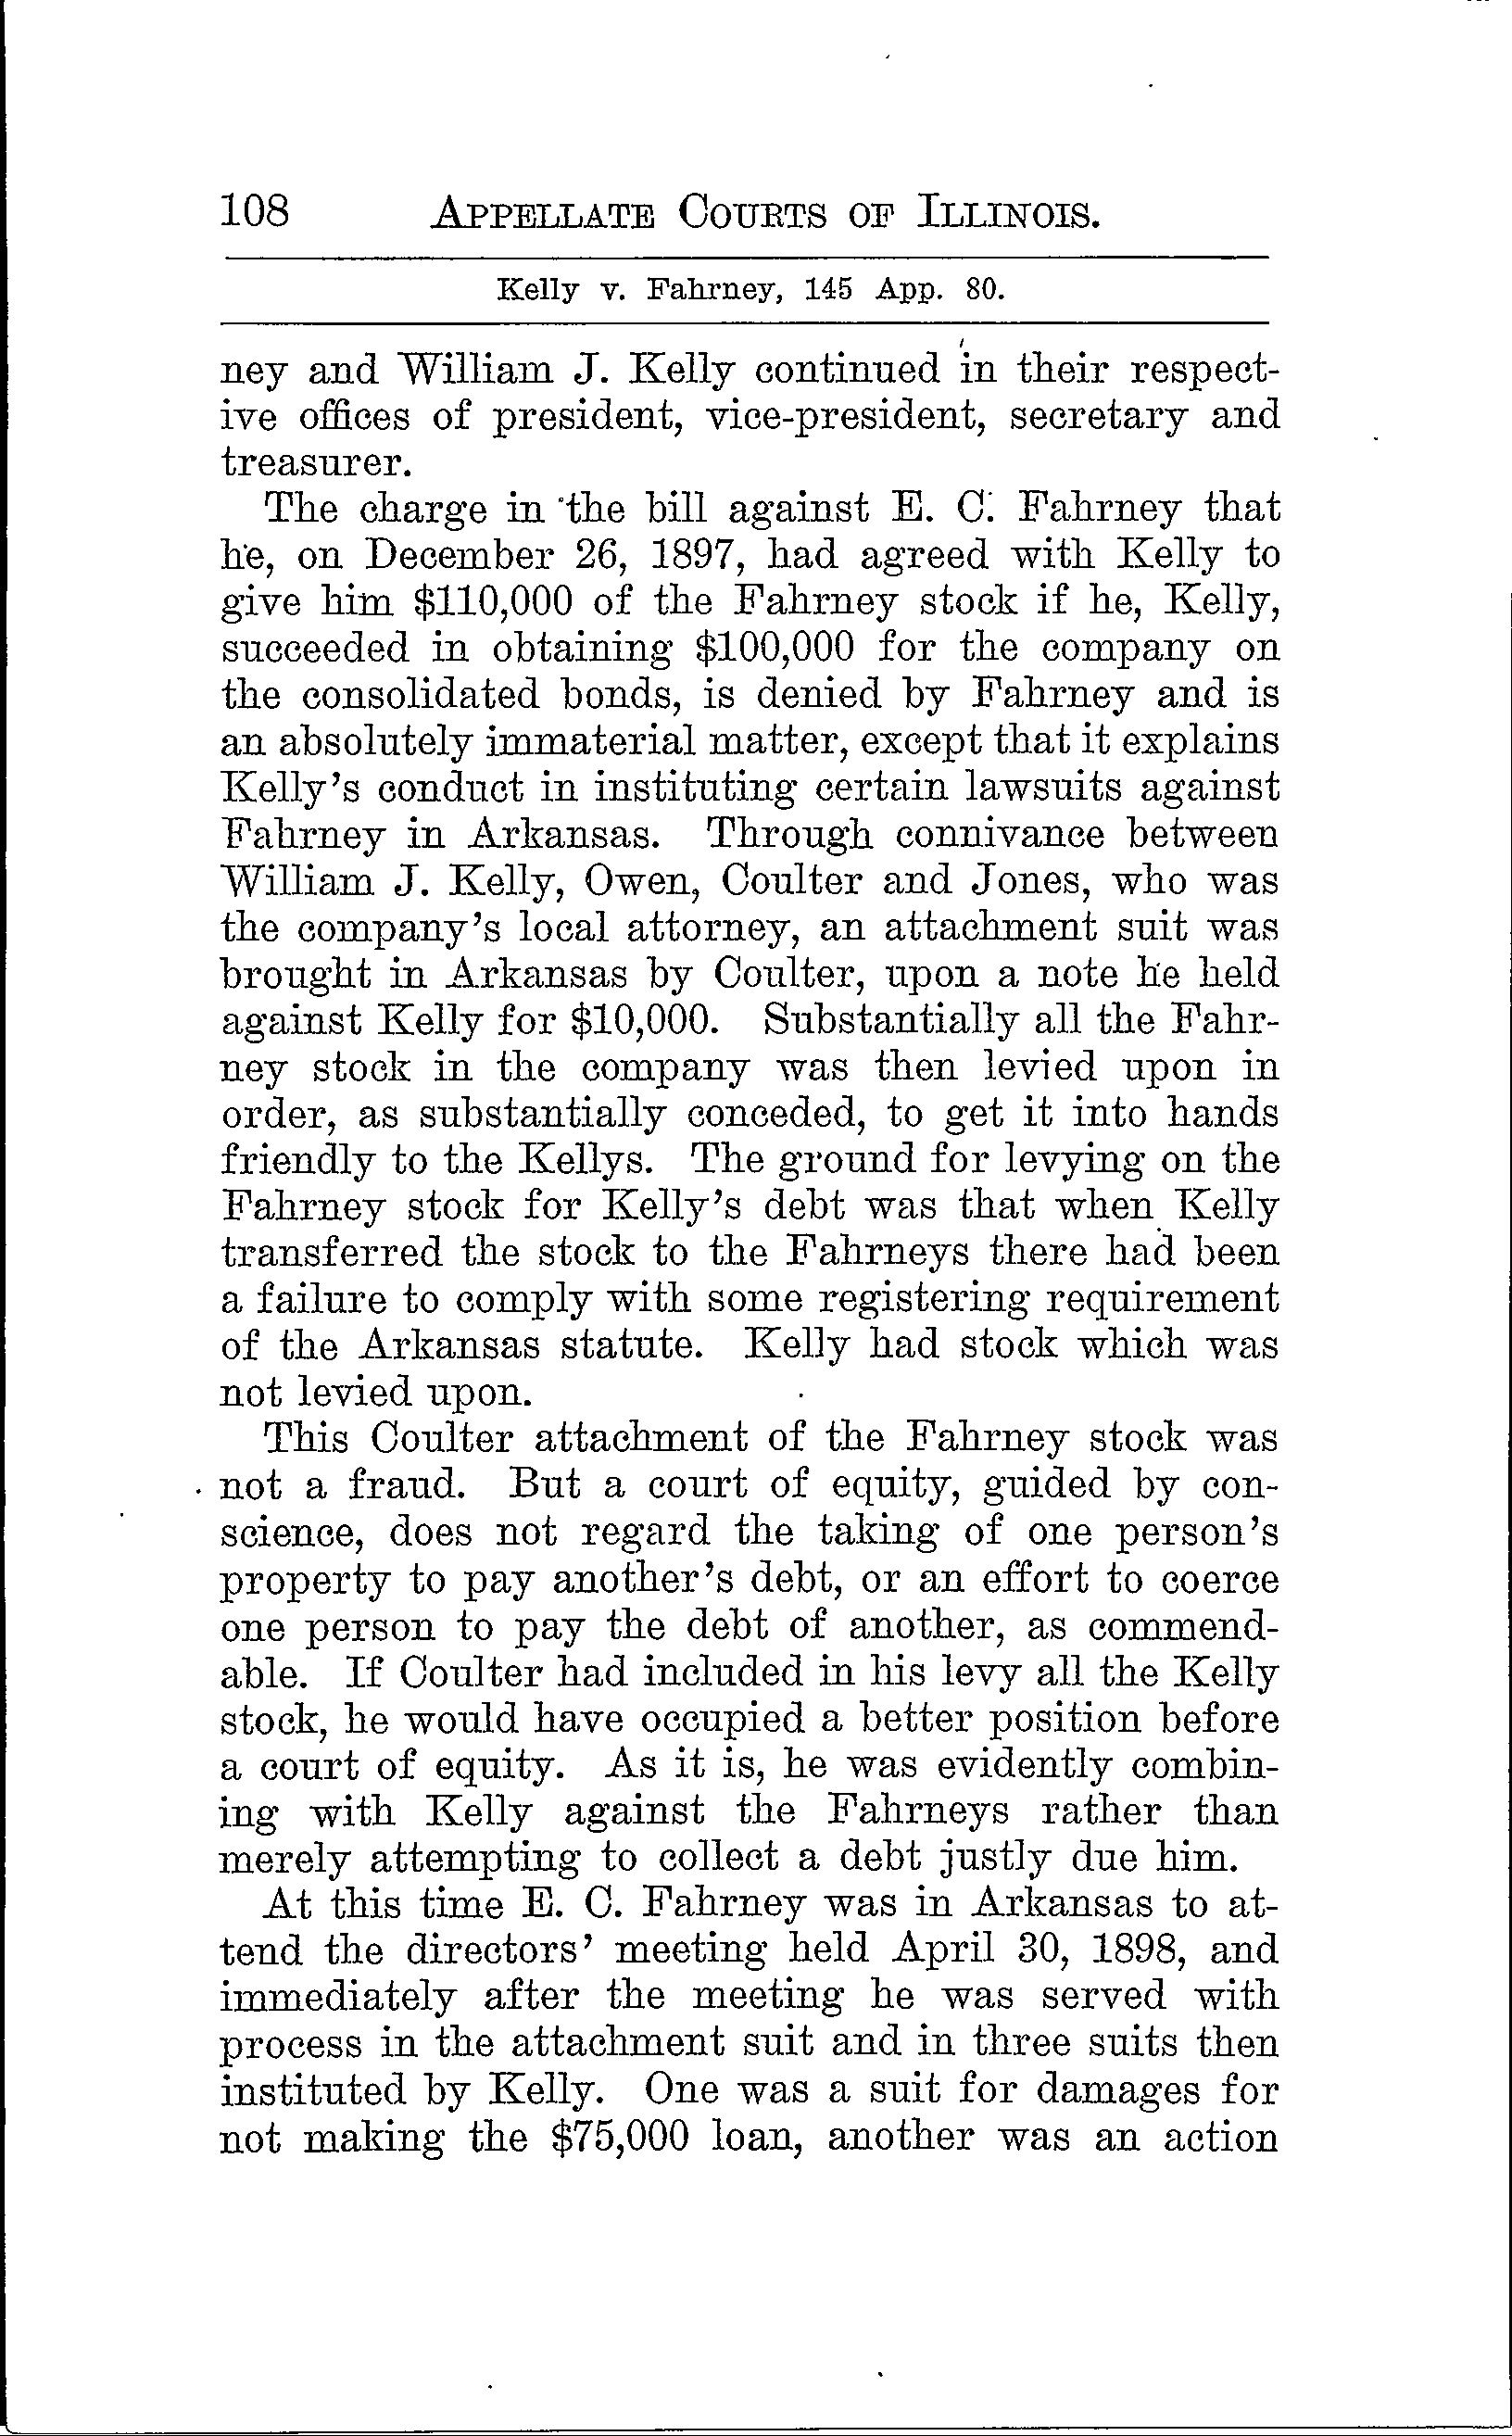 108 APPELLATE COURTS OF ILLINOIS.
Kelly v. Fahrney, 145 App. 80.
ney and William J. Kelly continued in their respect-
ive offices of president, vice-president, secretary and
treasurer.
The charge in the bill against E. C. Fahrney that
he, on December 26, 1897, had agreed with Kelly to
give him $110,000 of the Fahrney stock if he, Kelly,
succeeded in obtaining $100,000 for the company on
the consolidated bonds, is denied by Fahrney and is
an absolutely immaterial matter, except that it explains
Kelly's conduct in instituting certain lawsuits against
Fahrney in Arkansas. Through connivance between
William J. Kelly, Owen, Coulter and Jones, who was
the company's local attorney, an attachment suit was
brought in Arkansas by Coulter, upon a note he held
against Kelly for $10,000. Substantially all the Fahr-
ney stock in the company was then levied upon in
order, as substantially conceded, to get it into hands
friendly to the Kellys. The ground for levying on the
Fahrney stock for Kelly's debt was that when Kelly
transferred the stock to the Fahrneys there had been
a failure to comply with some registering requirement
of the Arkansas statute. Kelly had stock which was
not levied upon.
This Coulter attachment of the Fahrney stock was
not a fraud. But a court of equity, guided by con-
science, does not regard the taking of one person's
property to pay another's debt, or an effort to coerce
one person to pay the debt of another, as commend-
able. If Coulter had included in his levy all the Kelly
stock, he would have occupied a better position before
a court of equity. As it is, he was evidently combin-
ing with Kelly against the Fahrneys rather than
merely attempting to collect a debt justly due him.
At this time E. C. Fahrney was in Arkansas to at-
tend the directors' meeting held April 30, 1898, and
immediately after the meeting he was served with
process in the attachment suit and in three suits then
instituted by Kelly. One was a suit for damages for
not making the $75,000 loan, another was an action